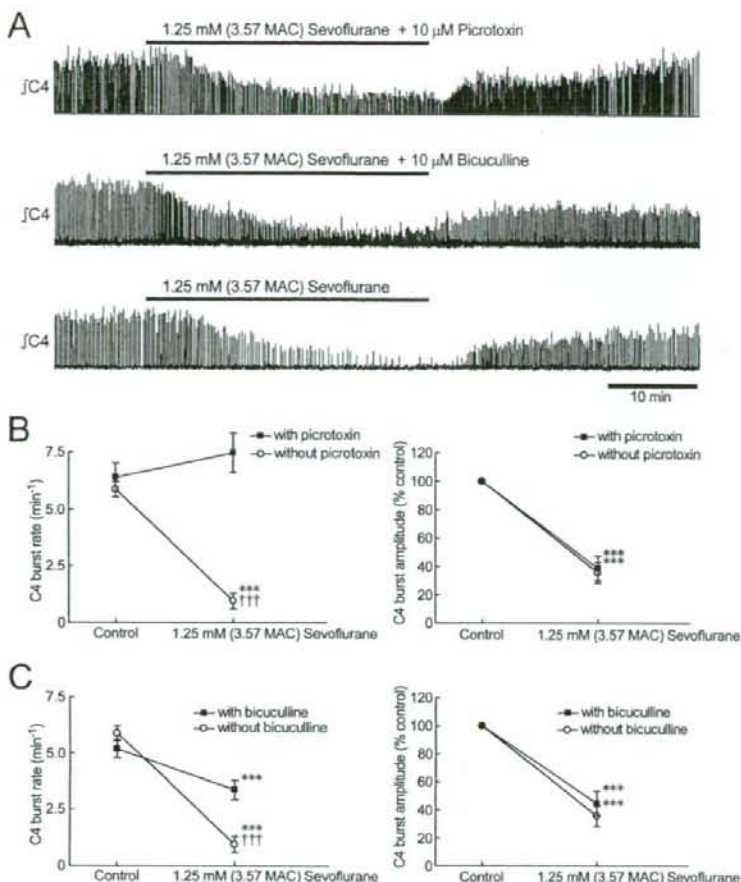 A
1.25 mM (3.57 MAC) Sevoflurane + 10 μM Picrotoxin
∫C4
1.25 mM (3.57 MAC) Sevoflurane + 10 μM Bicuculline
∫C4
1.25 mM (3.57 MAC) Sevoflurane
∫C4
10 min
B
C4 burst rate (min⁻¹)
7.5
5.0
2.5
0
with picrotoxin
without picrotoxin
***
†††
Control
1.25 mM (3.57 MAC) Sevoflurane
C4 burst amplitude (% control)
120
100
80
60
40
20
0
with picrotoxin
without picrotoxin
***
***
Control
1.25 mM (3.57 MAC) Sevoflurane
C
C4 burst rate (min⁻¹)
7.5
5.0
2.5
0
with bicuculline
without bicuculline
***
***
†††
Control
1.25 mM (3.57 MAC) Sevoflurane
C4 burst amplitude (% control)
120
100
80
60
40
20
0
with bicuculline
without bicuculline
***
***
Control
1.25 mM (3.57 MAC) Sevoflurane